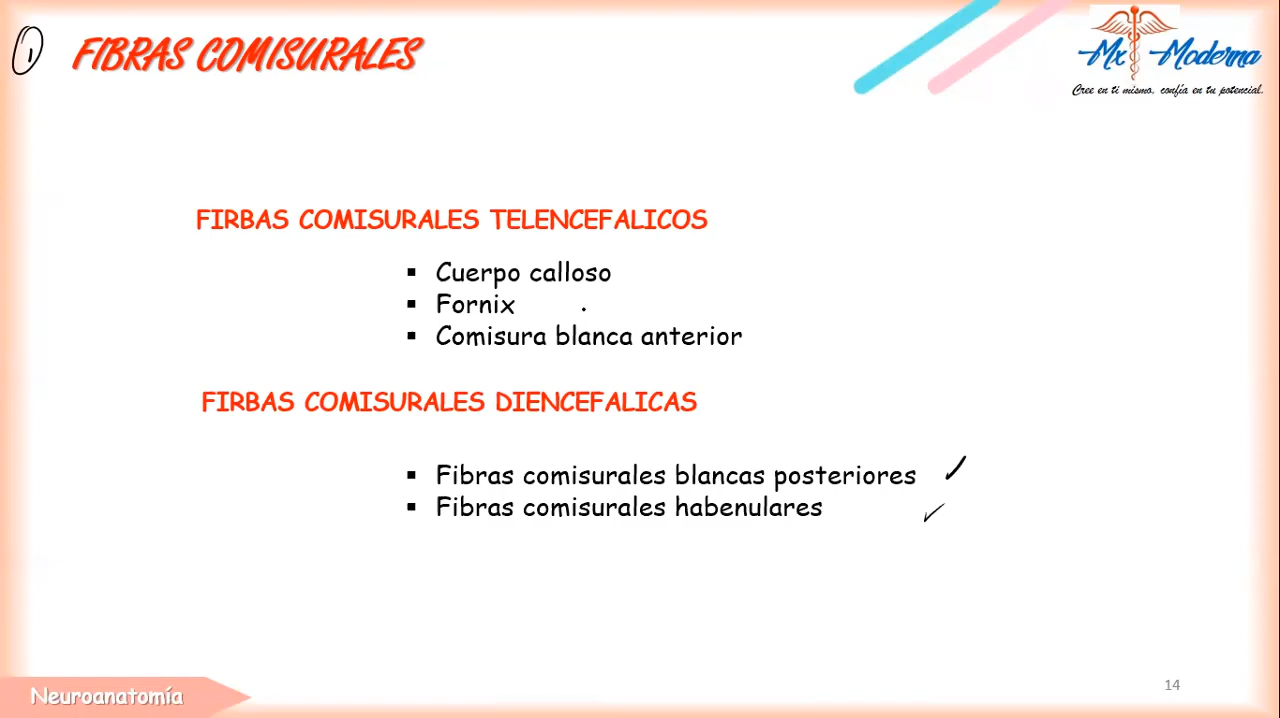 1
FIBRAS COMISURALES
Mx Moderna
Cree en ti mismo, confía en tu potencial.
FIRBAS COMISURALES TELENCEFALICOS
▪ Cuerpo calloso
▪ Fornix
▪ Comisura blanca anterior
FIRBAS COMISURALES DIENCEFALICAS
▪ Fibras comisurales blancas posteriores
▪ Fibras comisurales habenulares
Neuroanatomía
14